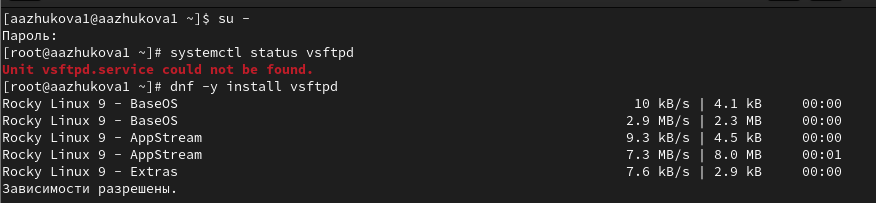 [aazhukova1@aazhukova1 ~]$ su -
Пароль:
[root@aazhukova1 ~]# systemctl status vsftpd
Unit vsftpd.service could not be found.
[root@aazhukova1 ~]# dnf -y install vsftpd
Rocky Linux 9 - BaseOS 10 kB/s | 4.1 kB 00:00
Rocky Linux 9 - BaseOS 2.9 MB/s | 2.3 MB 00:00
Rocky Linux 9 - AppStream 9.3 kB/s | 4.5 kB 00:00
Rocky Linux 9 - AppStream 7.3 MB/s | 8.0 MB 00:01
Rocky Linux 9 - Extras 7.6 kB/s | 2.9 kB 00:00
Зависимости разрешены.